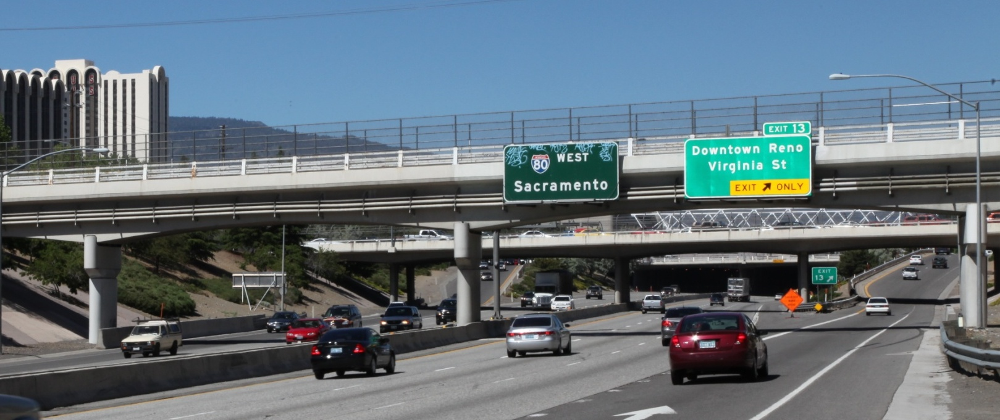 EXIT 13
80 WEST
Sacramento
Downtown Reno
Virginia St
EXIT ONLY
EXIT
13